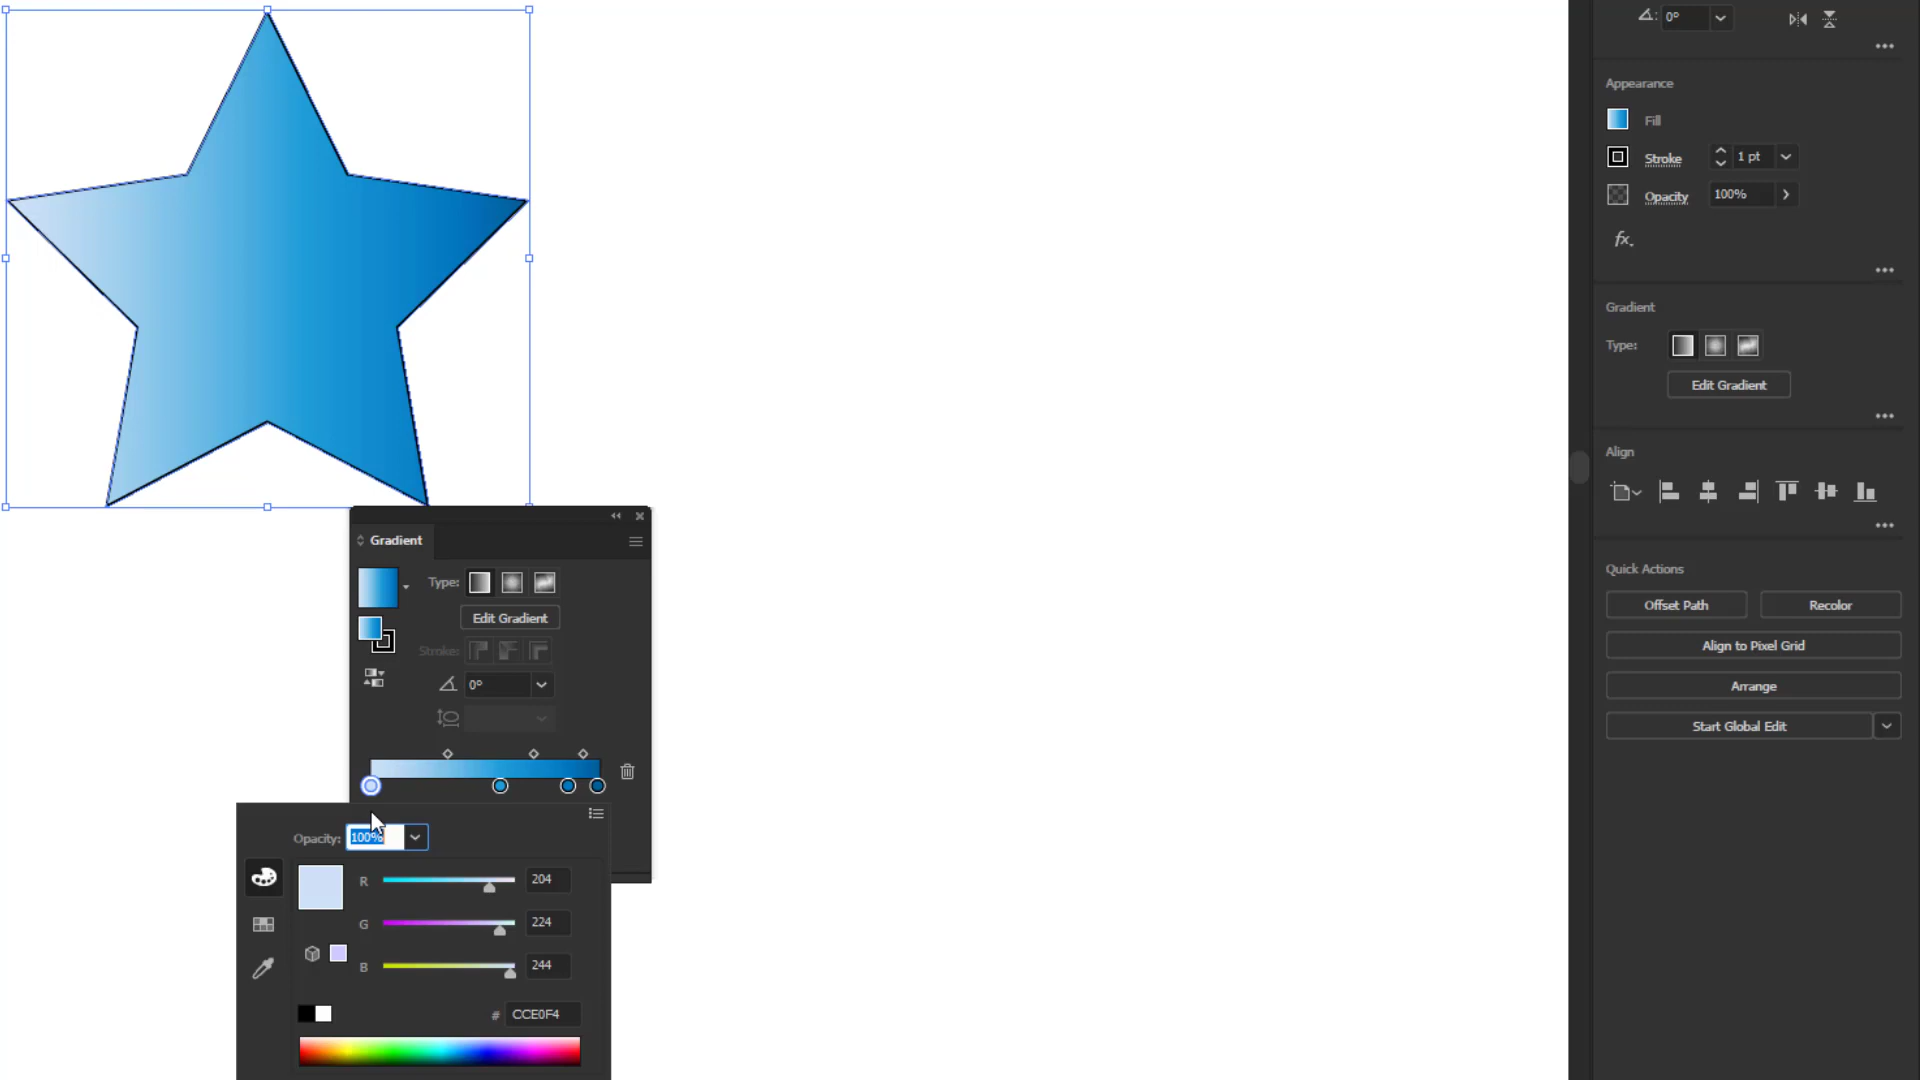 0°
Appearance
Fill
Stroke 1 pt
Opacity 100%
fx.
Gradient
Type:
Edit Gradient
Align
Quick Actions
Offset Path Recolor
Align to Pixel Grid
Arrange
Start Global Edit
Gradient
Type:
Edit Gradient
Stroke:
0°
Opacity: 100%
R 204
G 224
B 244
# CCE0F4